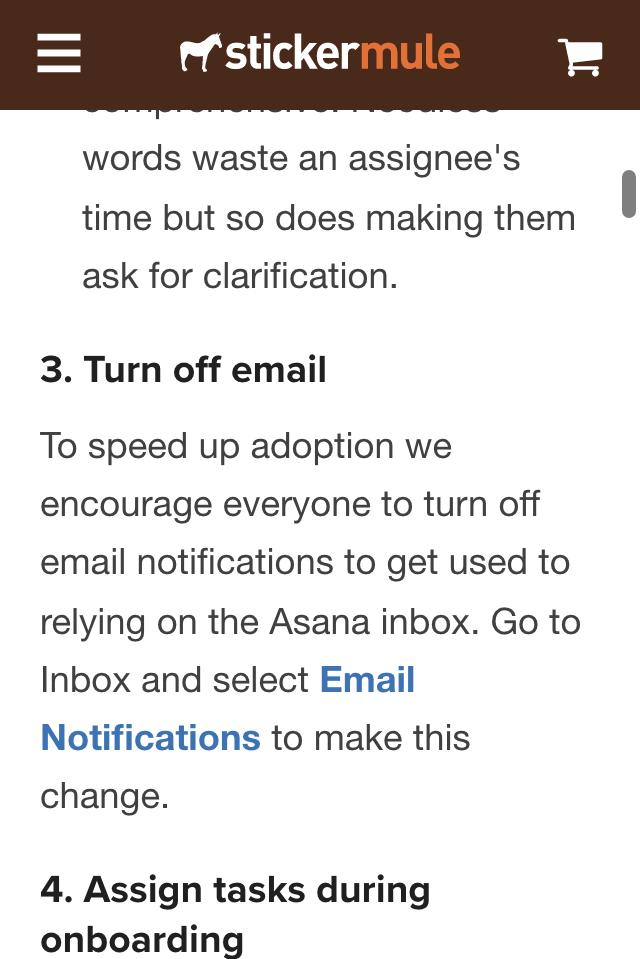 stickermule
words waste an assignee's
time but so does making them
ask for clarification.
3. Turn off email
To speed up adoption we
encourage everyone to turn off
email notifications to get used to
relying on the Asana inbox. Go to
Inbox and select Email
Notifications to make this
change.
4. Assign tasks during
onboarding